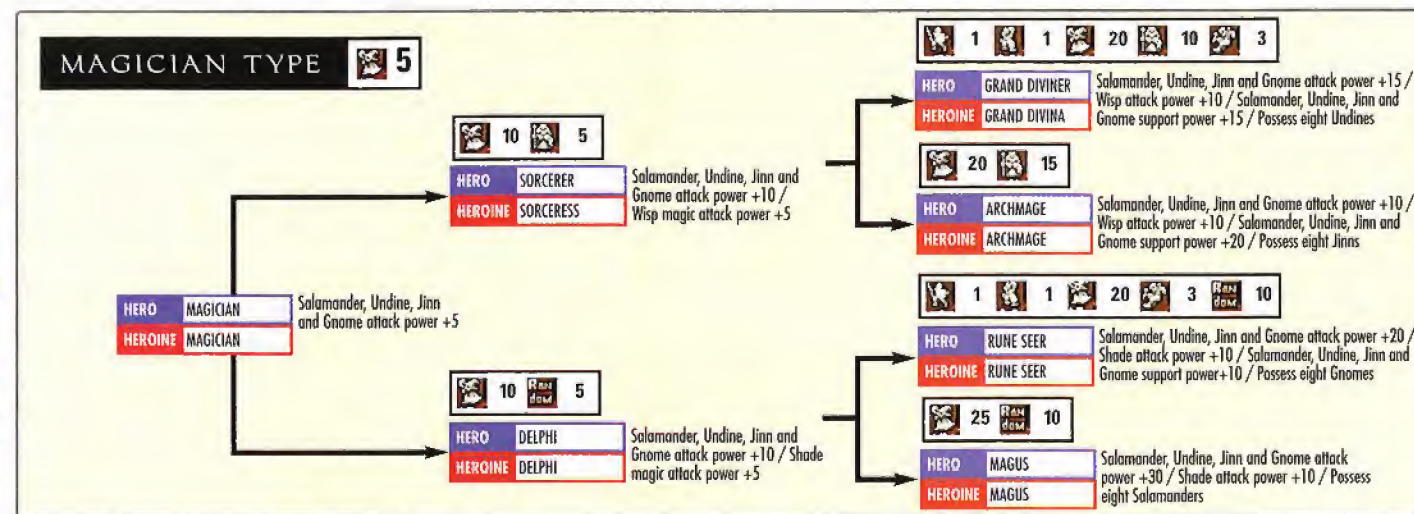 MAGICIAN TYPE 5
1 1 20 10 3
HERO GRAND DIVINER
HEROINE GRAND DIVINA
Salamander, Undine, Jinn and Gnome attack power +15 /
Wisp attack power +10 / Salamander, Undine, Jinn and
Gnome support power +15 / Possess eight Undines
10 5
HERO SORCERER
HEROINE SORCERESS
Salamander, Undine, Jinn and
Gnome attack power +10 /
Wisp magic attack power +5
20 15
HERO ARCHMAGE
HEROINE ARCHMAGE
Salamander, Undine, Jinn and Gnome attack power +10 /
Wisp attack power +10 / Salamander, Undine, Jinn and
Gnome support power +20 / Possess eight Jinns
HERO MAGICIAN
HEROINE MAGICIAN
Salamander, Undine, Jinn
and Gnome attack power +5
1 1 20 3 RAN 10
dom
HERO RUNE SEER
HEROINE RUNE SEER
Salamander, Undine, Jinn and Gnome attack power +20 /
Shade attack power +10 / Salamander, Undine, Jinn and
Gnome support power+10 / Possess eight Gnomes
10 RAN 5
dom
HERO DELPHI
HEROINE DELPHI
Salamander, Undine, Jinn and
Gnome attack power +10 / Shade
magic attack power +5
25 RAN 10
dom
HERO MAGUS
HEROINE MAGUS
Salamander, Undine, Jinn and Gnome attack
power +30 / Shade attack power +10 / Possess
eight Salamanders